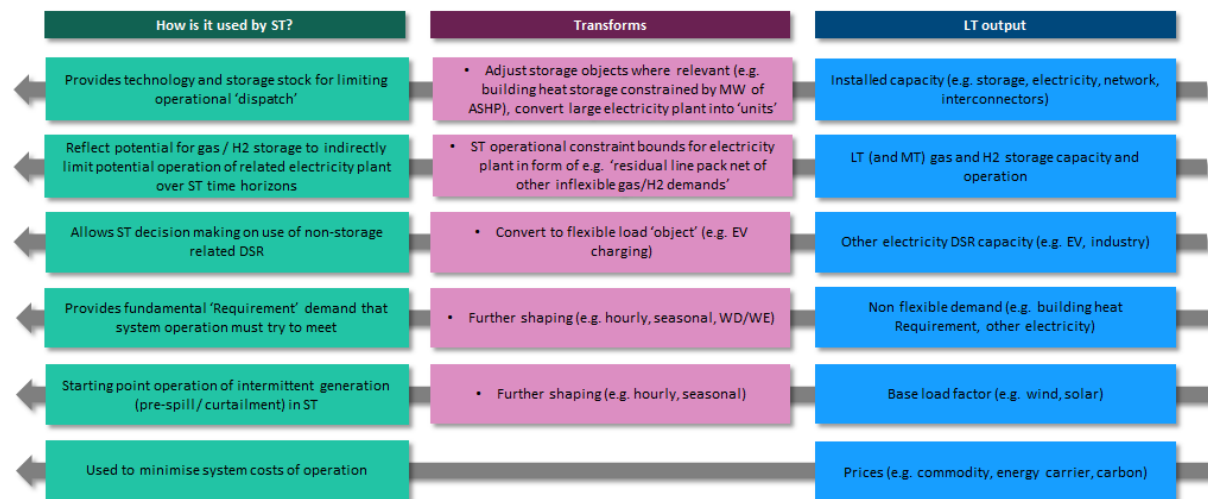 How is it used by ST?
Transforms
LT output
Provides technology and storage stock for limiting
operational ‘dispatch’
• Adjust storage objects where relevant (e.g.
building heat storage constrained by MW of
ASHP), convert large electricity plant into ‘units’
Installed capacity (e.g. storage, electricity, network,
interconnectors)
Reflect potential for gas / H2 storage to indirectly
limit potential operation of related electricity plant
over ST time horizons
• ST operational constraint bounds for electricity
plant in form of e.g. ‘residual line pack net of
other inflexible gas/H2 demands’
LT (and MT) gas and H2 storage capacity and
operation
Allows ST decision making on use of non-storage
related DSR
• Convert to flexible load ‘object’ (e.g. EV
charging)
Other electricity DSR capacity (e.g. EV, industry)
Provides fundamental ‘Requirement’ demand that
system operation must try to meet
• Further shaping (e.g. hourly, seasonal, WD/WE)
Non flexible demand (e.g. building heat
Requirement, other electricity)
Starting point operation of intermittent generation
(pre-spill / curtailment) in ST
• Further shaping (e.g. hourly, seasonal)
Base load factor (e.g. wind, solar)
Used to minimise system costs of operation
Prices (e.g. commodity, energy carrier, carbon)